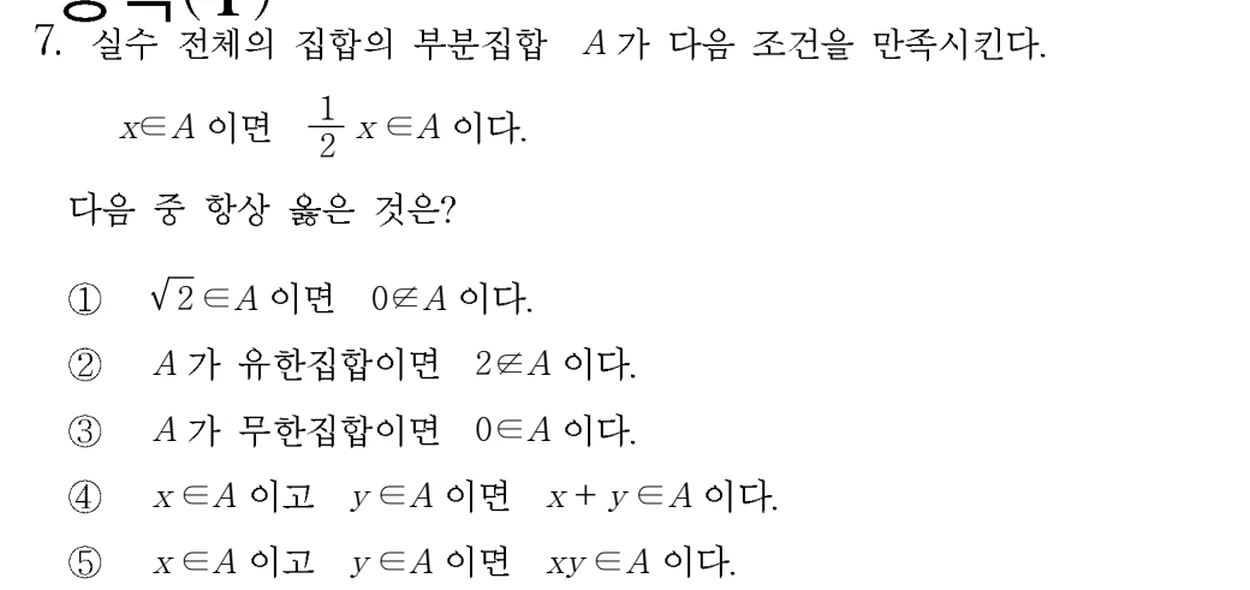 7. 실수 전체의 집합의 부분집합 A가 다음 조건을 만족시킨다.
x∈A 이면 1/2 x∈A 이다.
다음 중 항상 옳은 것은?
① √2∈A 이면 0∉A 이다.
② A가 유한집합이면 2∉A 이다.
③ A가 무한집합이면 0∈A 이다.
④ x∈A 이고 y∈A 이면 x+y∈A 이다.
⑤ x∈A 이고 y∈A 이면 xy∈A 이다.